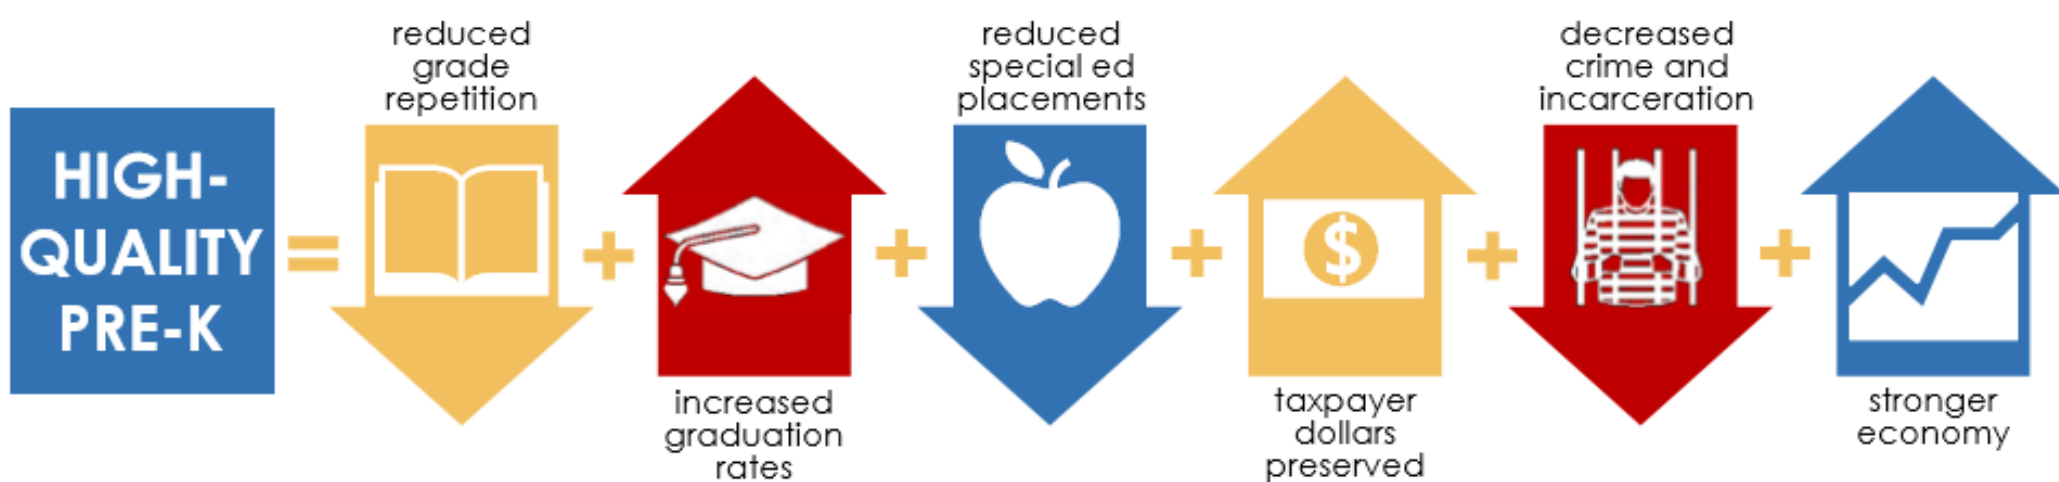 HIGH-
QUALITY
PRE-K
=
reduced
grade
repetition
+
increased
graduation
rates
+
reduced
special ed
placements
+
$
taxpayer
dollars
preserved
+
decreased
crime and
incarceration
+
stronger
economy